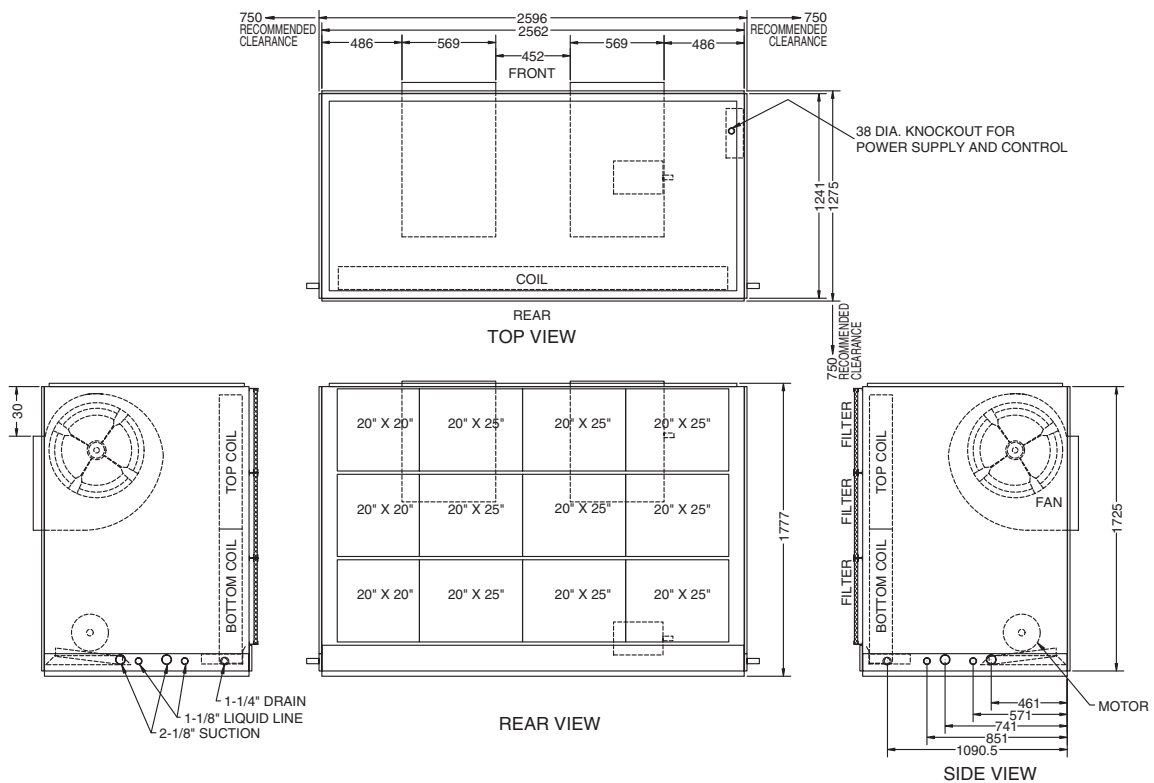 750
RECOMMENDED
CLEARANCE
2596
2562
750
RECOMMENDED
CLEARANCE
486
569
452
569
486
FRONT
38 DIA. KNOCKOUT FOR
POWER SUPPLY AND CONTROL
1241
1275
COIL
REAR
TOP VIEW
750
RECOMMENDED
CLEARANCE
30
TOP COIL
BOTTOM COIL
1-1/4" DRAIN
1-1/8" LIQUID LINE
2-1/8" SUCTION
20" X 20" 20" X 25" 20" X 25" 20" X 25"
20" X 20" 20" X 25" 20" X 25" 20" X 25"
20" X 20" 20" X 25" 20" X 25" 20" X 25"
1777
REAR VIEW
FILTER
FILTER
FILTER
TOP COIL
BOTTOM COIL
FAN
1725
MOTOR
461
571
741
851
1090.5
SIDE VIEW